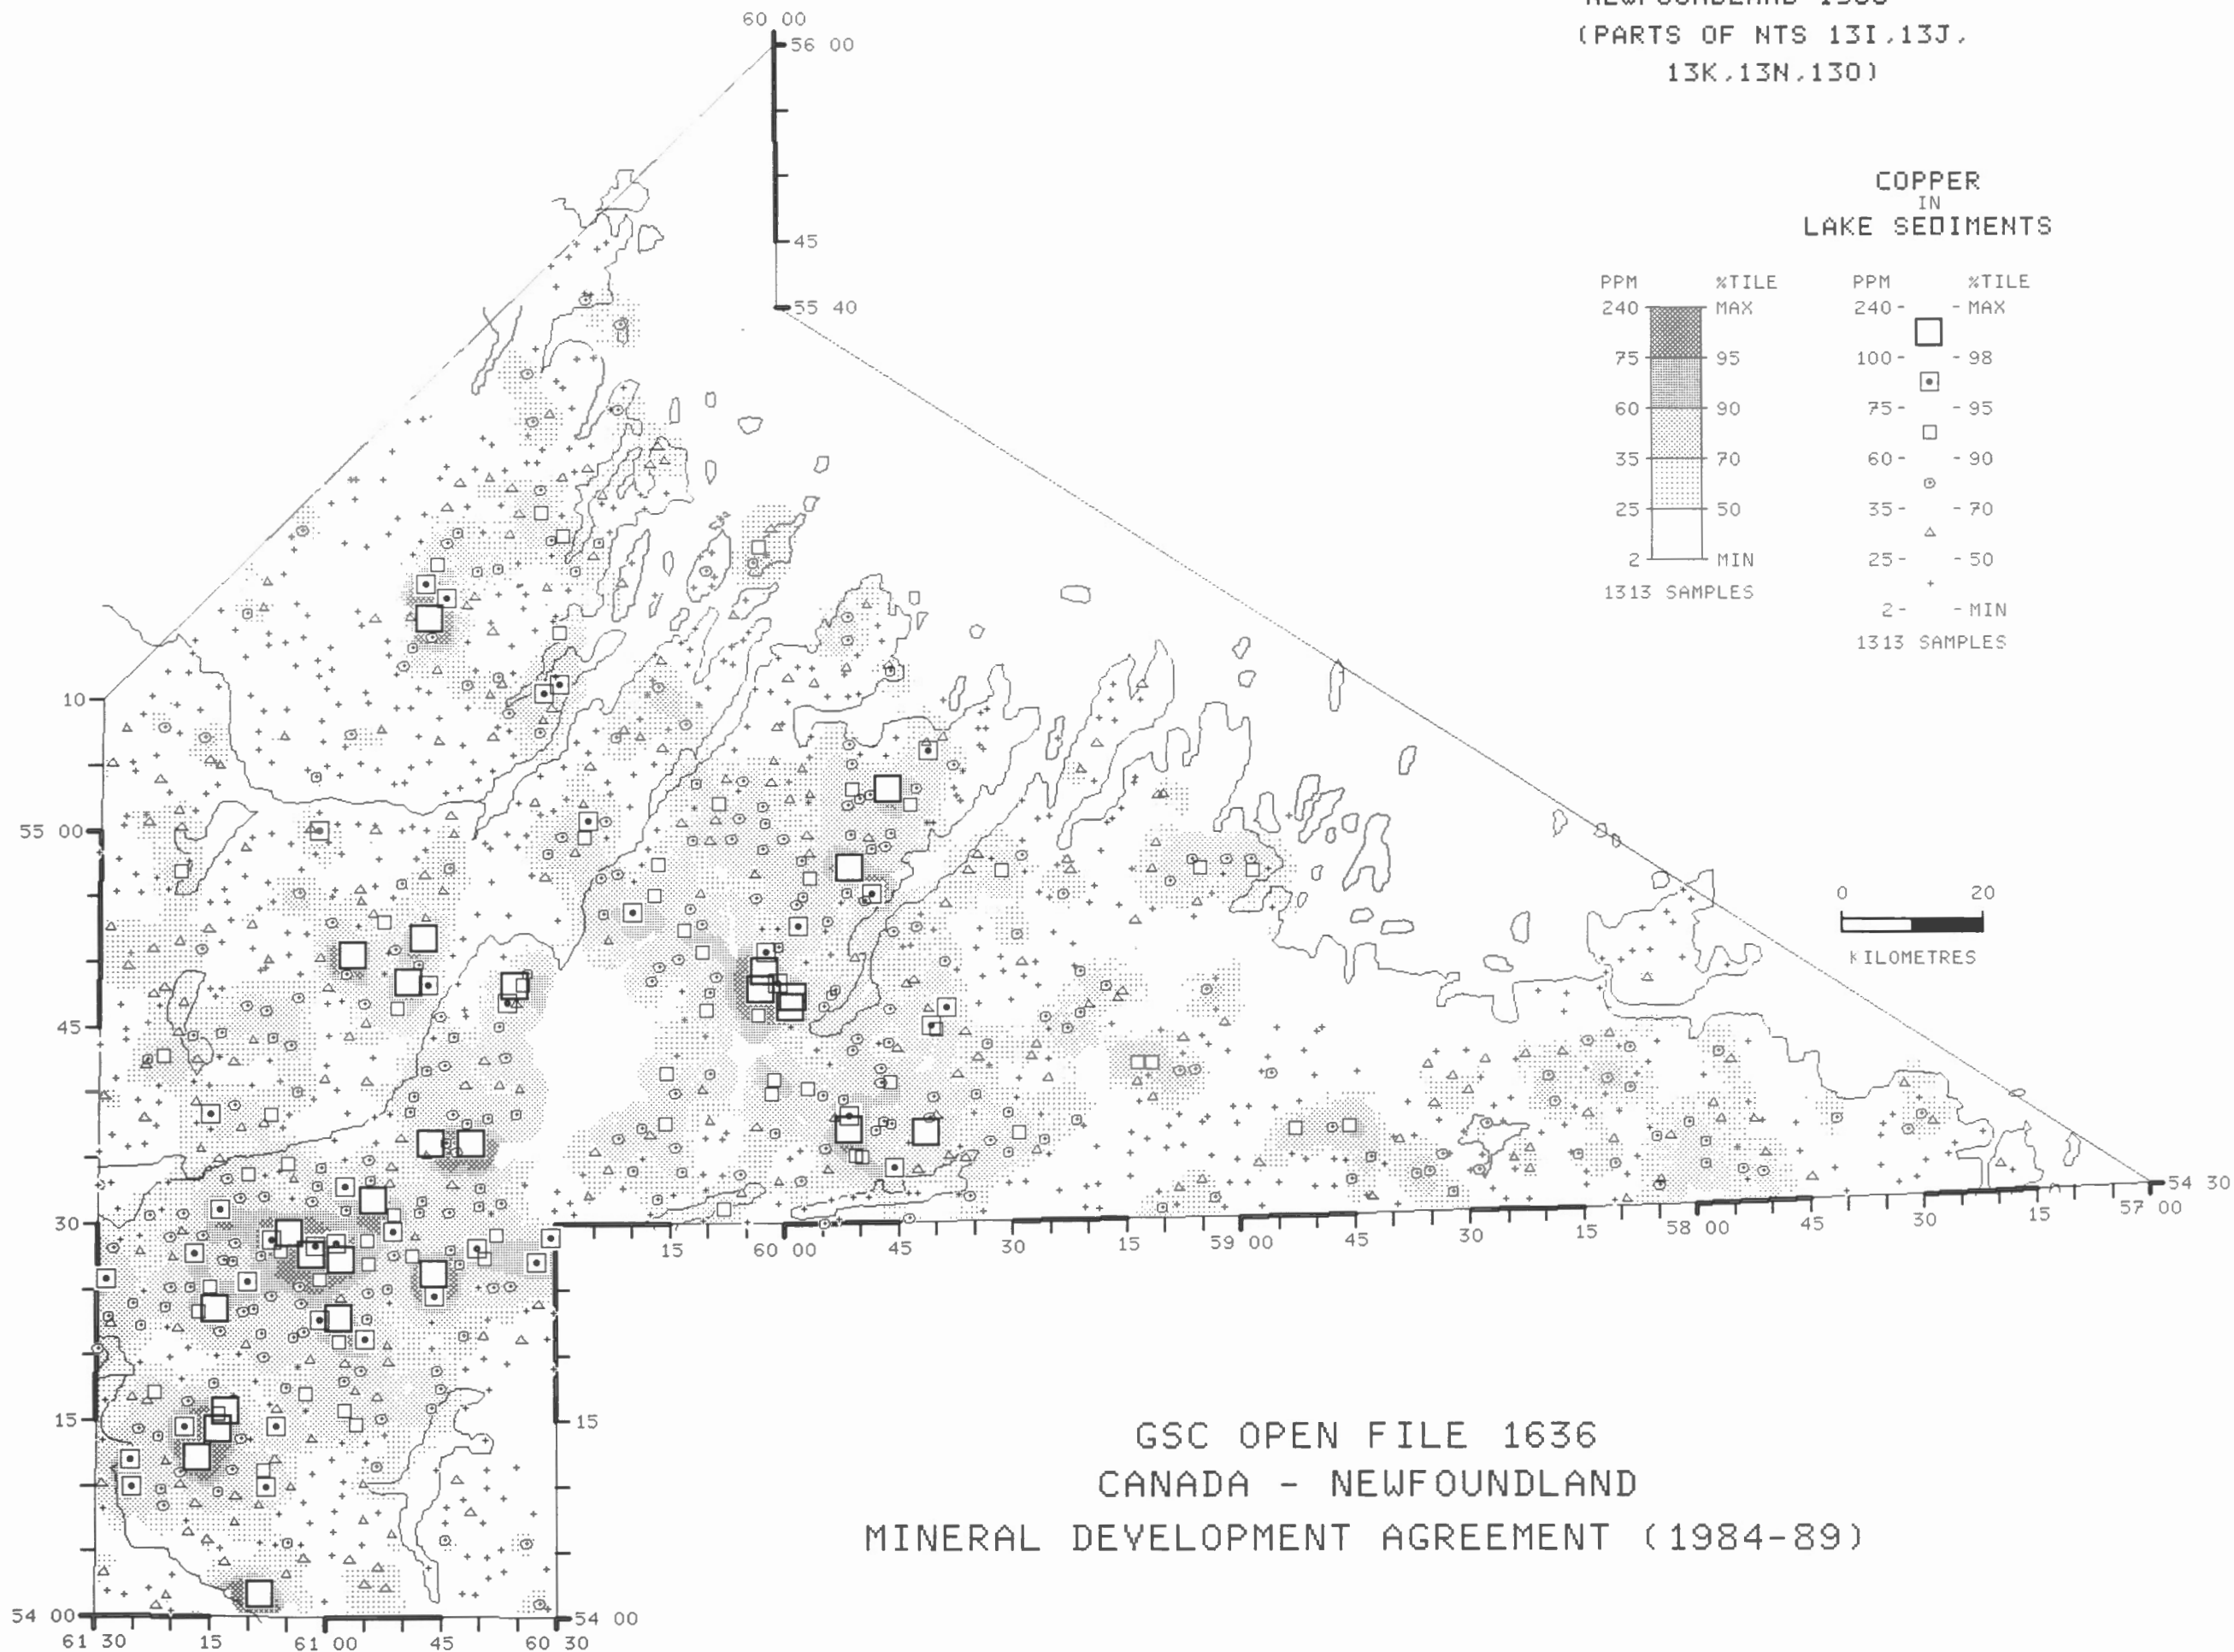 NEWFOUNDLAND
(PARTS OF NTS 13I,13J,
13K,13N,13O)
60 00
56 00
45
55 40
COPPER
IN
LAKE SEDIMENTS
PPM %TILE
240 MAX
75 95
60 90
35 70
25 50
2 MIN
1313 SAMPLES
PPM %TILE
240 - - MAX
100 - - 98
75 - - 95
60 - - 90
35 - - 70
25 - - 50
2 - - MIN
1313 SAMPLES
10
55 00
45
30
15
54 00
0 20
KILOMETRES
54 30
57 00
15
30
45
58 00
15
30
45
59 00
15
30
45
60 00
15
15
54 00
61 30
15
61 00
45
60 30
GSC OPEN FILE 1636
CANADA - NEWFOUNDLAND
MINERAL DEVELOPMENT AGREEMENT (1984-89)